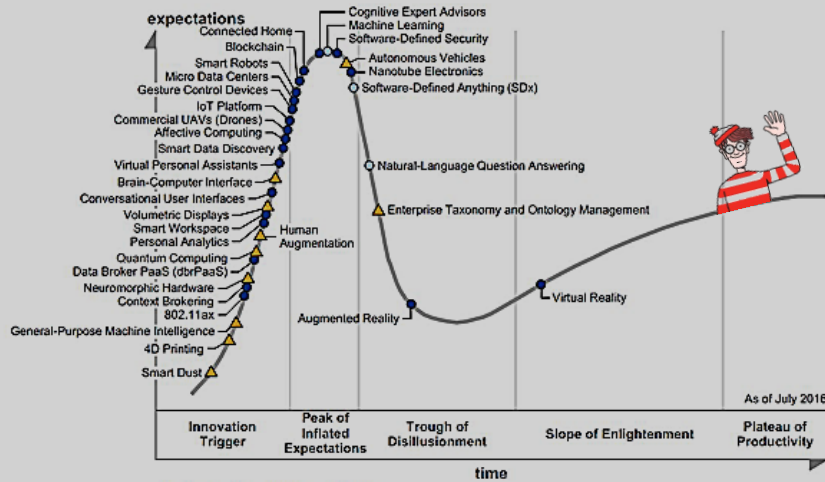 expectations
Connected Home
Blockchain
Smart Robots
Micro Data Centers
Gesture Control Devices
IoT Platform
Commercial UAVs (Drones)
Affective Computing
Smart Data Discovery
Virtual Personal Assistants
Brain-Computer Interface
Conversational User Interfaces
Volumetric Displays
Smart Workspace
Personal Analytics
Quantum Computing
Data Broker PaaS (dbrPaaS)
Neuromorphic Hardware
Context Brokering
802.11ax
General-Purpose Machine Intelligence
4D Printing
Smart Dust
Human
Augmentation
Cognitive Expert Advisors
Machine Learning
Software-Defined Security
Autonomous Vehicles
Nanotube Electronics
Software-Defined Anything (SDx)
Natural-Language Question Answering
Enterprise Taxonomy and Ontology Management
Augmented Reality
Virtual Reality
As of July 2016
Innovation
Trigger
Peak of
Inflated
Expectations
Trough of
Disillusionment
Slope of Enlightenment
Plateau of
Productivity
time